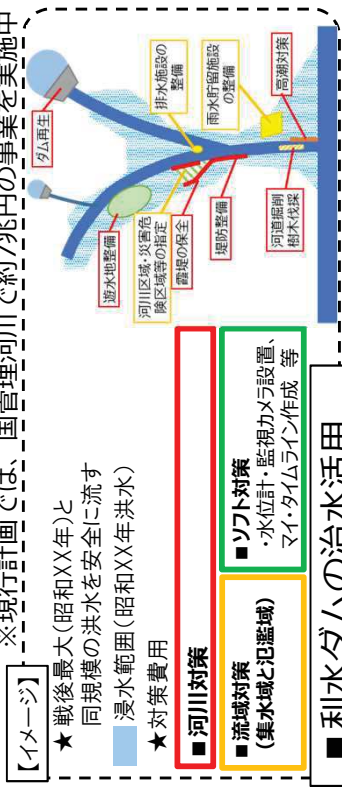 ※現行計画では、国管理河川で約7兆円の事業を実施中
【イメージ】
★ 戦後最大(昭和XX年)と
同規模の洪水を安全に流す
浸水範囲(昭和XX年洪水)
★対策費用
■河川対策
■流域対策
(集水域と氾濫域)
■ソフト対策
・水位計・監視カメラ設置、
マイ・タイムライン作成 等
ダム再生
遊水地整備
排水施設の
整備
河川区域・災害危
険区域等の指定
霞堤の保全
雨水貯留施設
の整備
堤防整備
河道掘削
樹木伐採
高潮対策
■ 利水ダムの治水活用